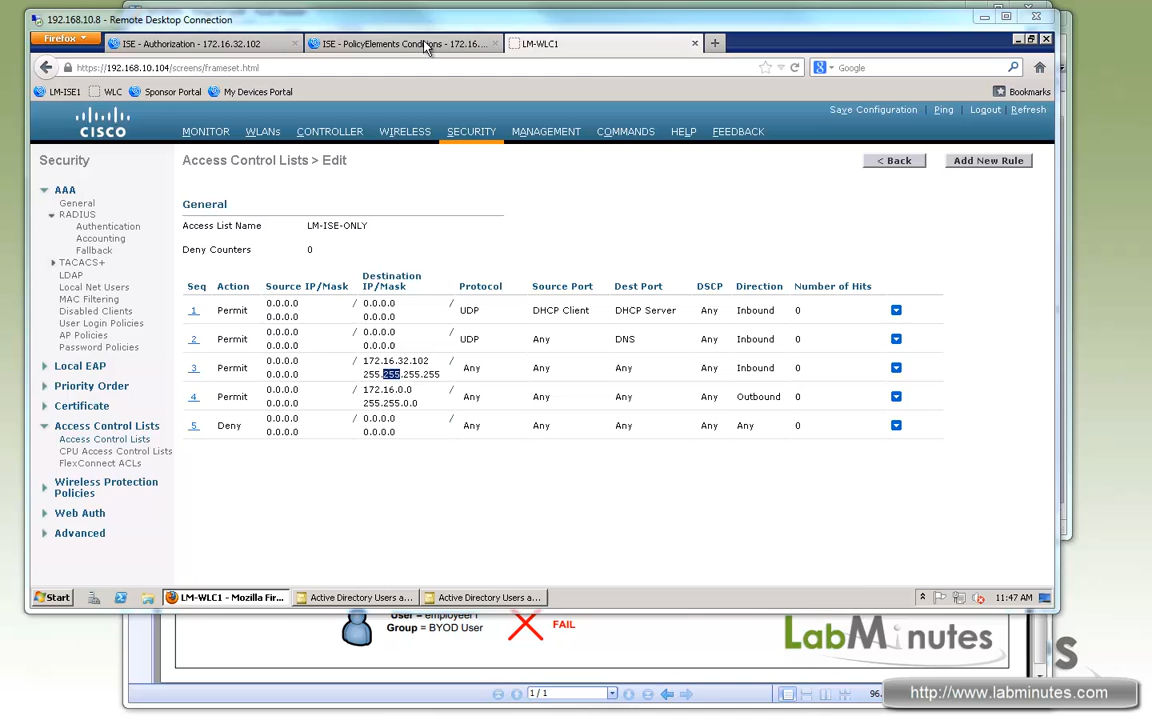 192.168.10.8 - Remote Desktop Connection
Firefox
ISE - Authorization - 172.16.32.102
ISE - PolicyElements Conditions - 172.16....
LM-WLC1
https://192.168.10.104/screens/frameset.html
Google
LM-ISE1 WLC Sponsor Portal My Devices Portal Bookmarks
Save Configuration Ping Logout Refresh
CISCO
MONITOR WLANs CONTROLLER WIRELESS SECURITY MANAGEMENT COMMANDS HELP FEEDBACK
Security
AAA
General
RADIUS
Authentication
Accounting
Fallback
TACACS+
LDAP
Local Net Users
MAC Filtering
Disabled Clients
User Login Policies
AP Policies
Password Policies
Local EAP
Priority Order
Certificate
Access Control Lists
Access Control Lists
CPU Access Control Lists
FlexConnect ACLs
Wireless Protection
Policies
Web Auth
Advanced
Access Control Lists > Edit
< Back Add New Rule
General
Access List Name LM-ISE-ONLY
Deny Counters 0
Seq Action Source IP/Mask Destination IP/Mask Protocol Source Port Dest Port DSCP Direction Number of Hits
1 Permit 0.0.0.0 / 0.0.0.0 0.0.0.0 / 0.0.0.0 UDP DHCP Client DHCP Server Any Inbound 0
2 Permit 0.0.0.0 / 0.0.0.0 0.0.0.0 / 0.0.0.0 UDP Any DNS Any Inbound 0
3 Permit 0.0.0.0 / 0.0.0.0 172.16.32.102 / 255.255.255.255 Any Any Any Any Inbound 0
4 Permit 0.0.0.0 / 0.0.0.0 172.16.0.0 / 255.255.0.0 Any Any Any Any Outbound 0
5 Deny 0.0.0.0 / 0.0.0.0 0.0.0.0 / 0.0.0.0 Any Any Any Any Any 0
Start
LM-WLC1 - Mozilla Fir...
Active Directory Users a...
Active Directory Users a...
11:47 AM
User = employee1
Group = BYOD User
FAIL
LabMinutes
1 / 1
96.
http://www.labminutes.com